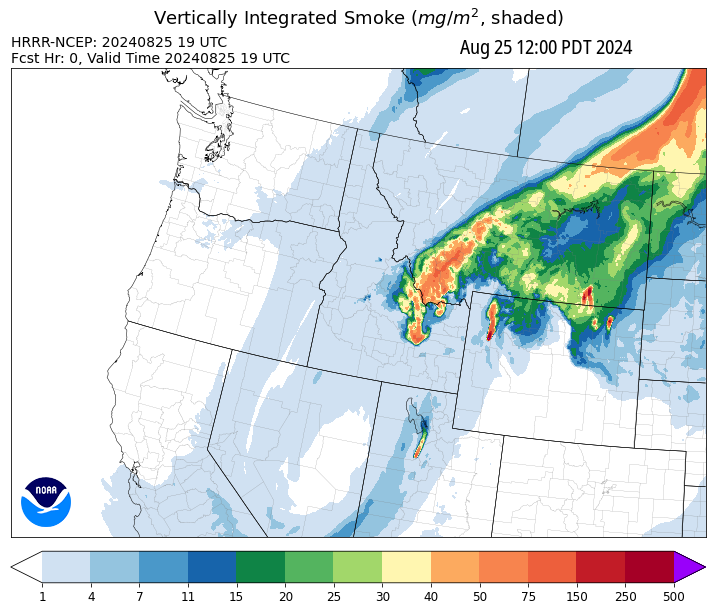 Vertically Integrated Smoke (mg/m², shaded)
HRRR-NCEP: 20240825 19 UTC
Fcst Hr: 0, Valid Time 20240825 19 UTC
Aug 25 12:00 PDT 2024
NOAA
1 4 7 11 15 20 25 30 40 50 75 150 250 500